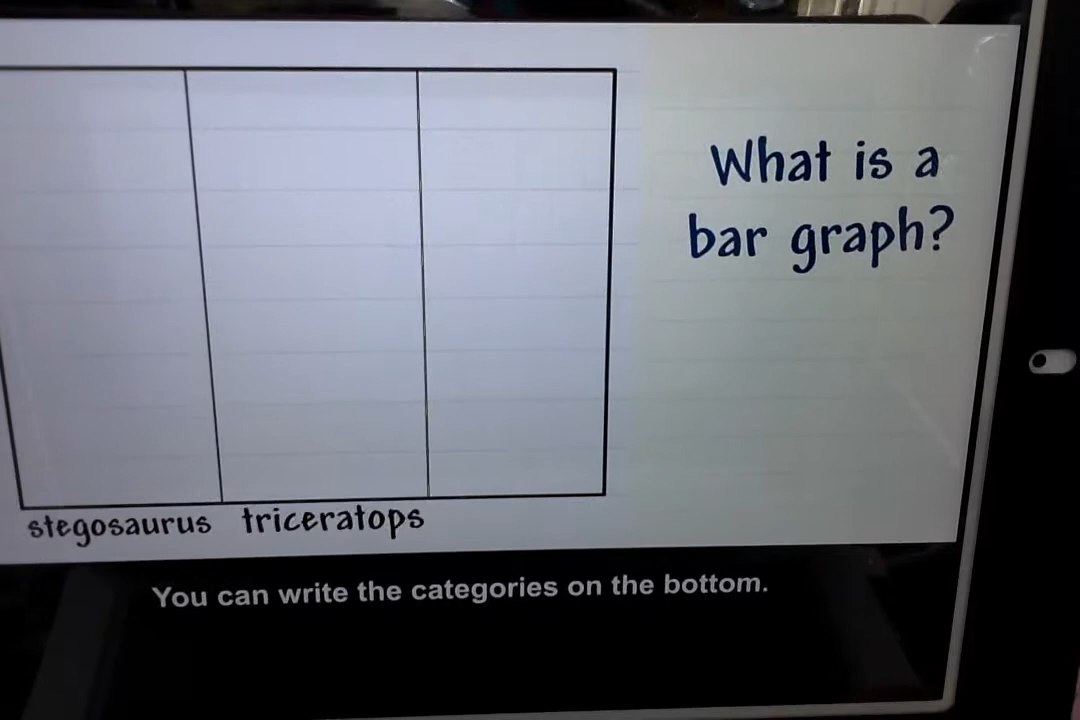 What is a
bar graph?
stegosaurus triceratops
You can write the categories on the bottom.